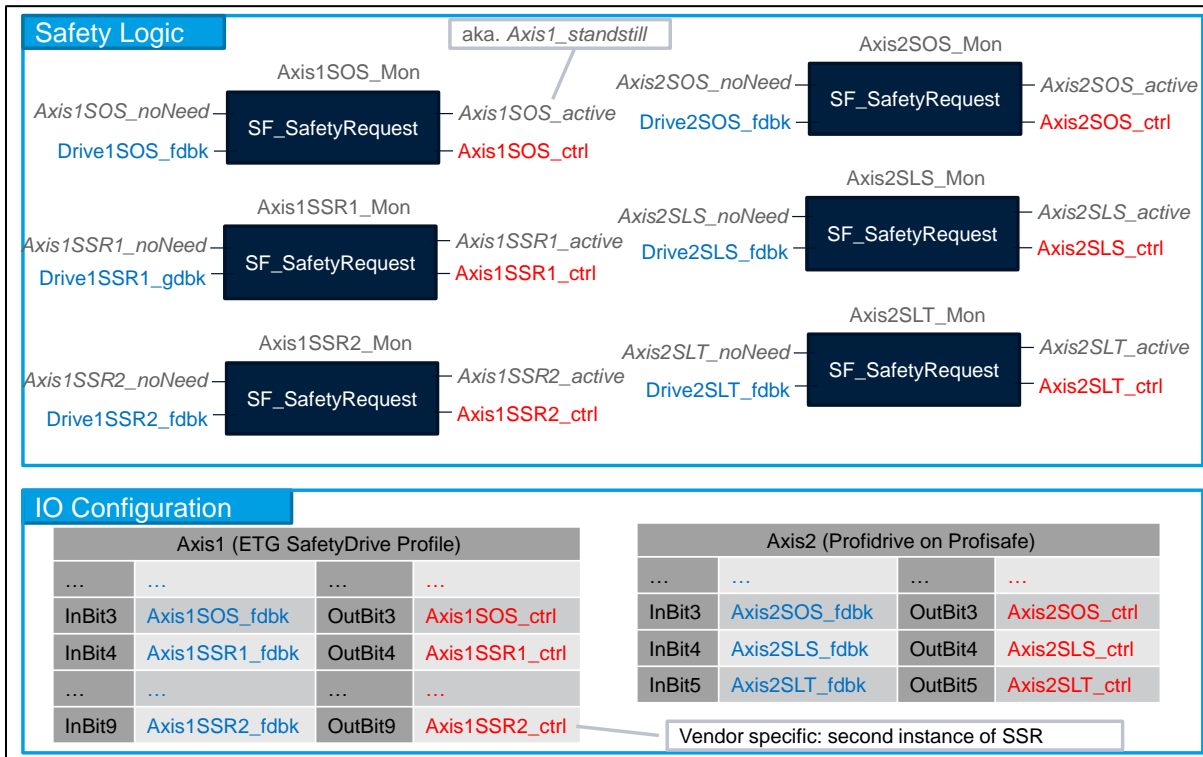 Safety Logic
aka. Axis1_standstill
Axis1SOS_Mon
Axis1SOS_noNeed
SF_SafetyRequest
Axis1SOS_active
Drive1SOS_fdbk
Axis1SOS_ctrl
Axis2SOS_Mon
Axis2SOS_noNeed
SF_SafetyRequest
Axis2SOS_active
Drive2SOS_fdbk
Axis2SOS_ctrl
Axis1SSR1_Mon
Axis1SSR1_noNeed
SF_SafetyRequest
Axis1SSR1_active
Drive1SSR1_gdbk
Axis1SSR1_ctrl
Axis2SLS_Mon
Axis2SLS_noNeed
SF_SafetyRequest
Axis2SLS_active
Drive2SLS_fdbk
Axis2SLS_ctrl
Axis1SSR2_Mon
Axis1SSR2_noNeed
SF_SafetyRequest
Axis1SSR2_active
Drive1SSR2_fdbk
Axis1SSR2_ctrl
Axis2SLT_Mon
Axis2SLT_noNeed
SF_SafetyRequest
Axis2SLT_active
Drive2SLT_fdbk
Axis2SLT_ctrl
IO Configuration
Axis1 (ETG SafetyDrive Profile)
… … … …
InBit3 Axis1SOS_fdbk OutBit3 Axis1SOS_ctrl
InBit4 Axis1SSR1_fdbk OutBit4 Axis1SSR1_ctrl
… … … …
InBit9 Axis1SSR2_fdbk OutBit9 Axis1SSR2_ctrl
Axis2 (Profidrive on Profisafe)
… … … …
InBit3 Axis2SOS_fdbk OutBit3 Axis2SOS_ctrl
InBit4 Axis2SLS_fdbk OutBit4 Axis2SLS_ctrl
InBit5 Axis2SLT_fdbk OutBit5 Axis2SLT_ctrl
Vendor specific: second instance of SSR